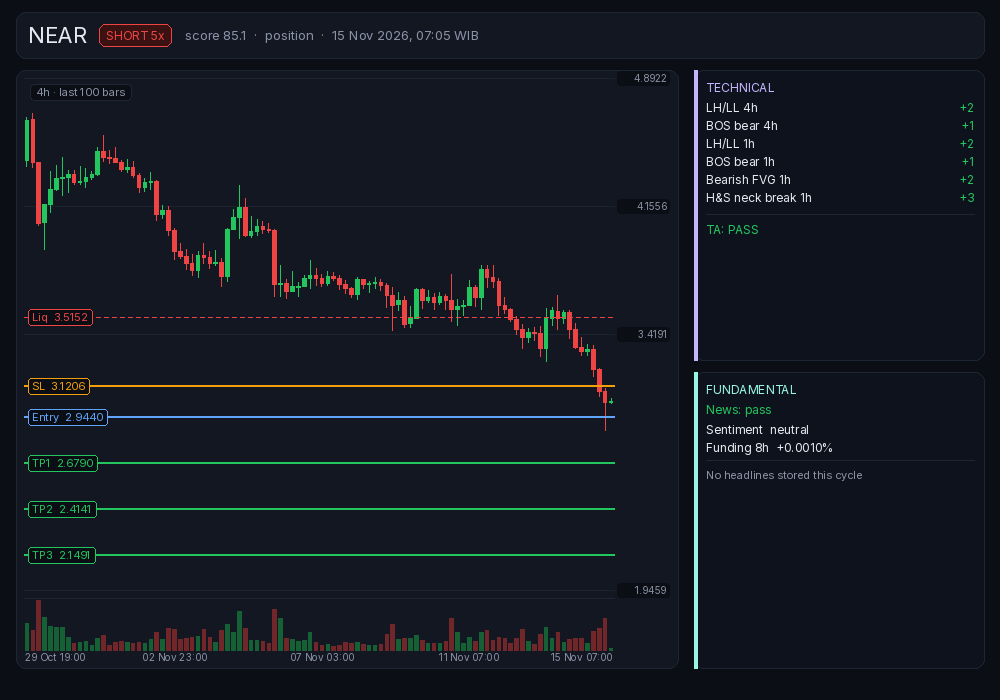 NEAR SHORT 5x score 85.1 · position · 15 Nov 2026, 07:05 WIB
4h · last 100 bars
4.8922
4.1556
Liq 3.5152
3.4191
SL 3.1206
Entry 2.9440
TP1 2.6790
TP2 2.4141
TP3 2.1491
1.9459
29 Oct 19:00 02 Nov 23:00 07 Nov 03:00 11 Nov 07:00 15 Nov 07:00
TECHNICAL
LH/LL 4h +2
BOS bear 4h +1
LH/LL 1h +2
BOS bear 1h +1
Bearish FVG 1h +2
H&S neck break 1h +3
TA: PASS
FUNDAMENTAL
News: pass
Sentiment neutral
Funding 8h +0.0010%
No headlines stored this cycle